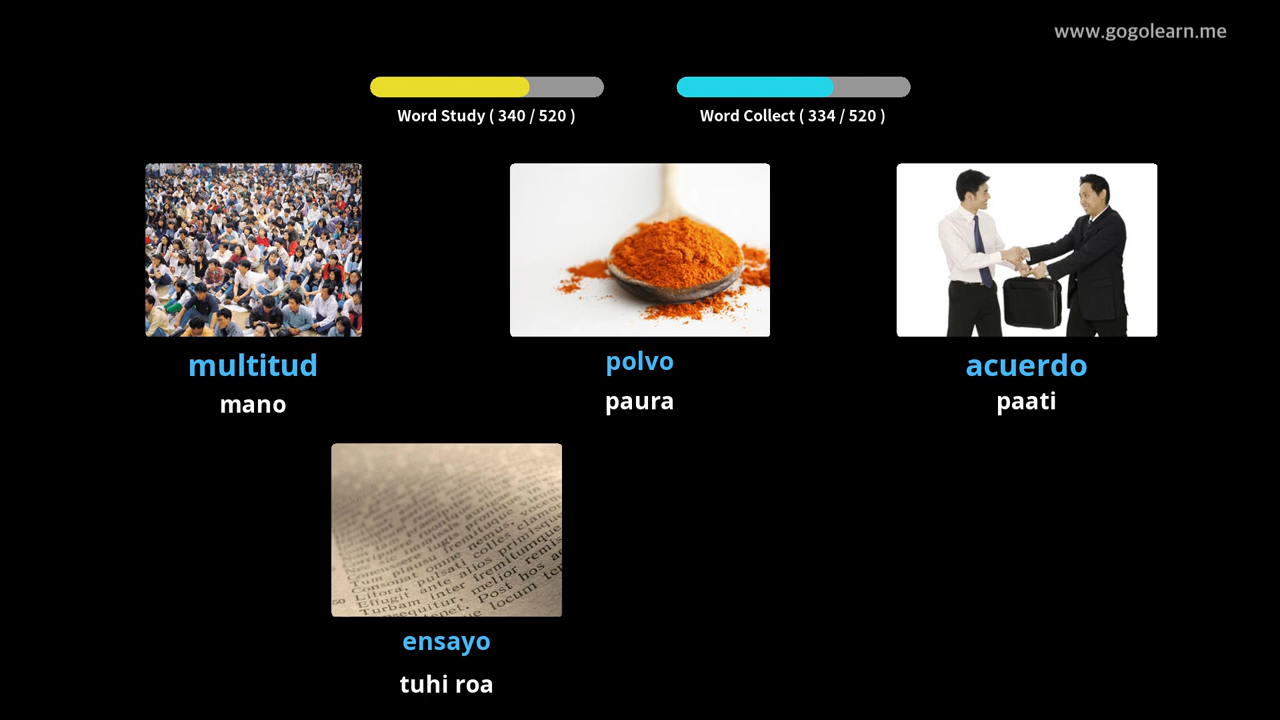 www.gogolearn.me
Word Study ( 340 / 520 )
Word Collect ( 334 / 520 )
multitud
mano
polvo
paura
acuerdo
paati
ensayo
tuhi roa